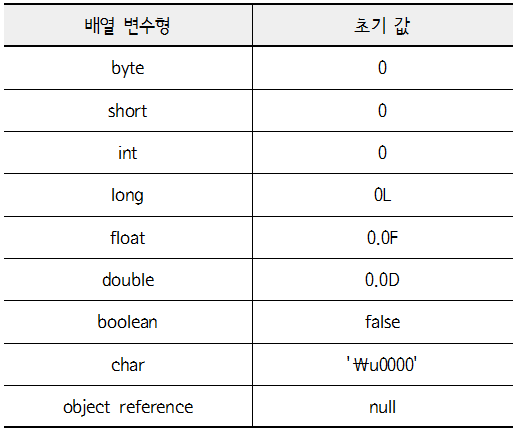 배열 변수형 초기 값
byte 0
short 0
int 0
long 0L
float 0.0F
double 0.0D
boolean false
char '₩u0000'
object reference null